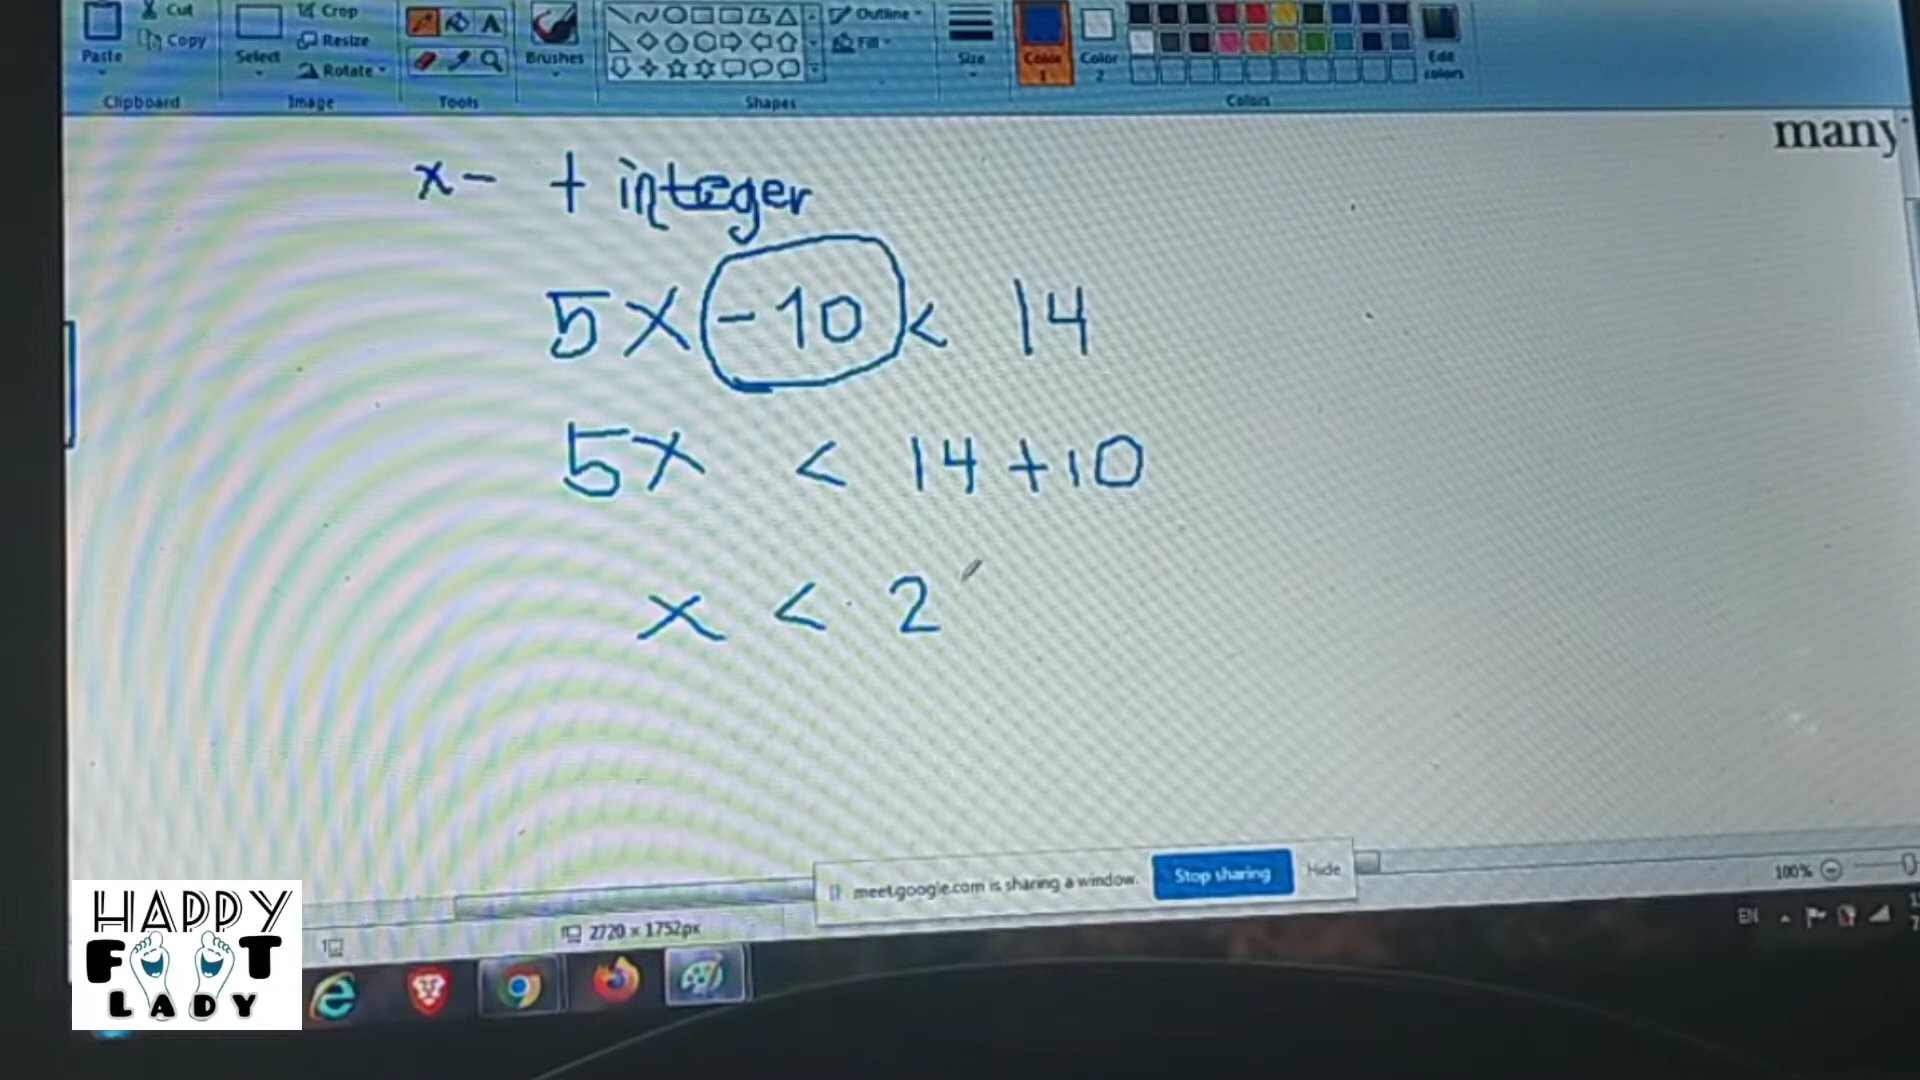 Cut
Crop
Copy
Resize
Paste
Select
Rotate
A
Brushes
Outline
Fill
Size
Color
1
Color
2
Edit
colors
Clipboard
Image
Tools
Shapes
Colors
many
x - + integer
5x -10 < 14
5x < 14 +10
x < 2
meet.google.com is sharing a window.
Stop sharing
Hide
100%
2720 × 1752px
EN
HAPPY
FOOT
LADY